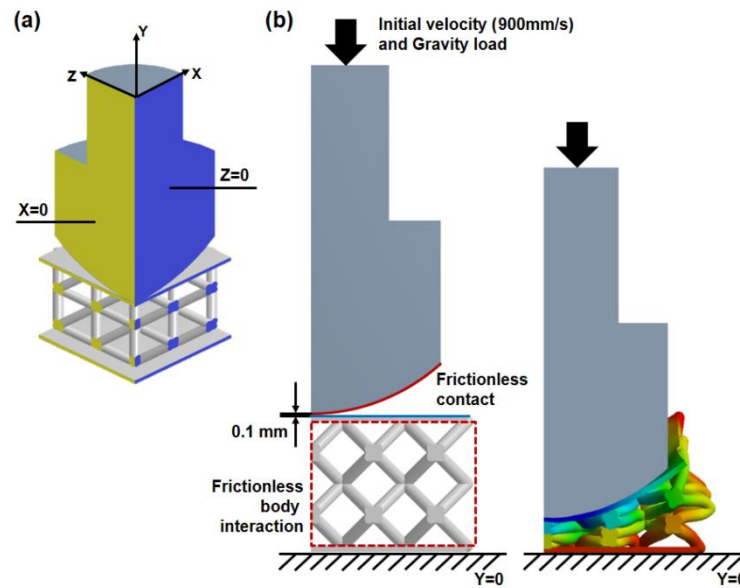 (a)
Y
Z
X
Z=0
X=0
(b)
Initial velocity (900mm/s)
and Gravity load
Frictionless
contact
0.1 mm
Frictionless
body
interaction
Y=0